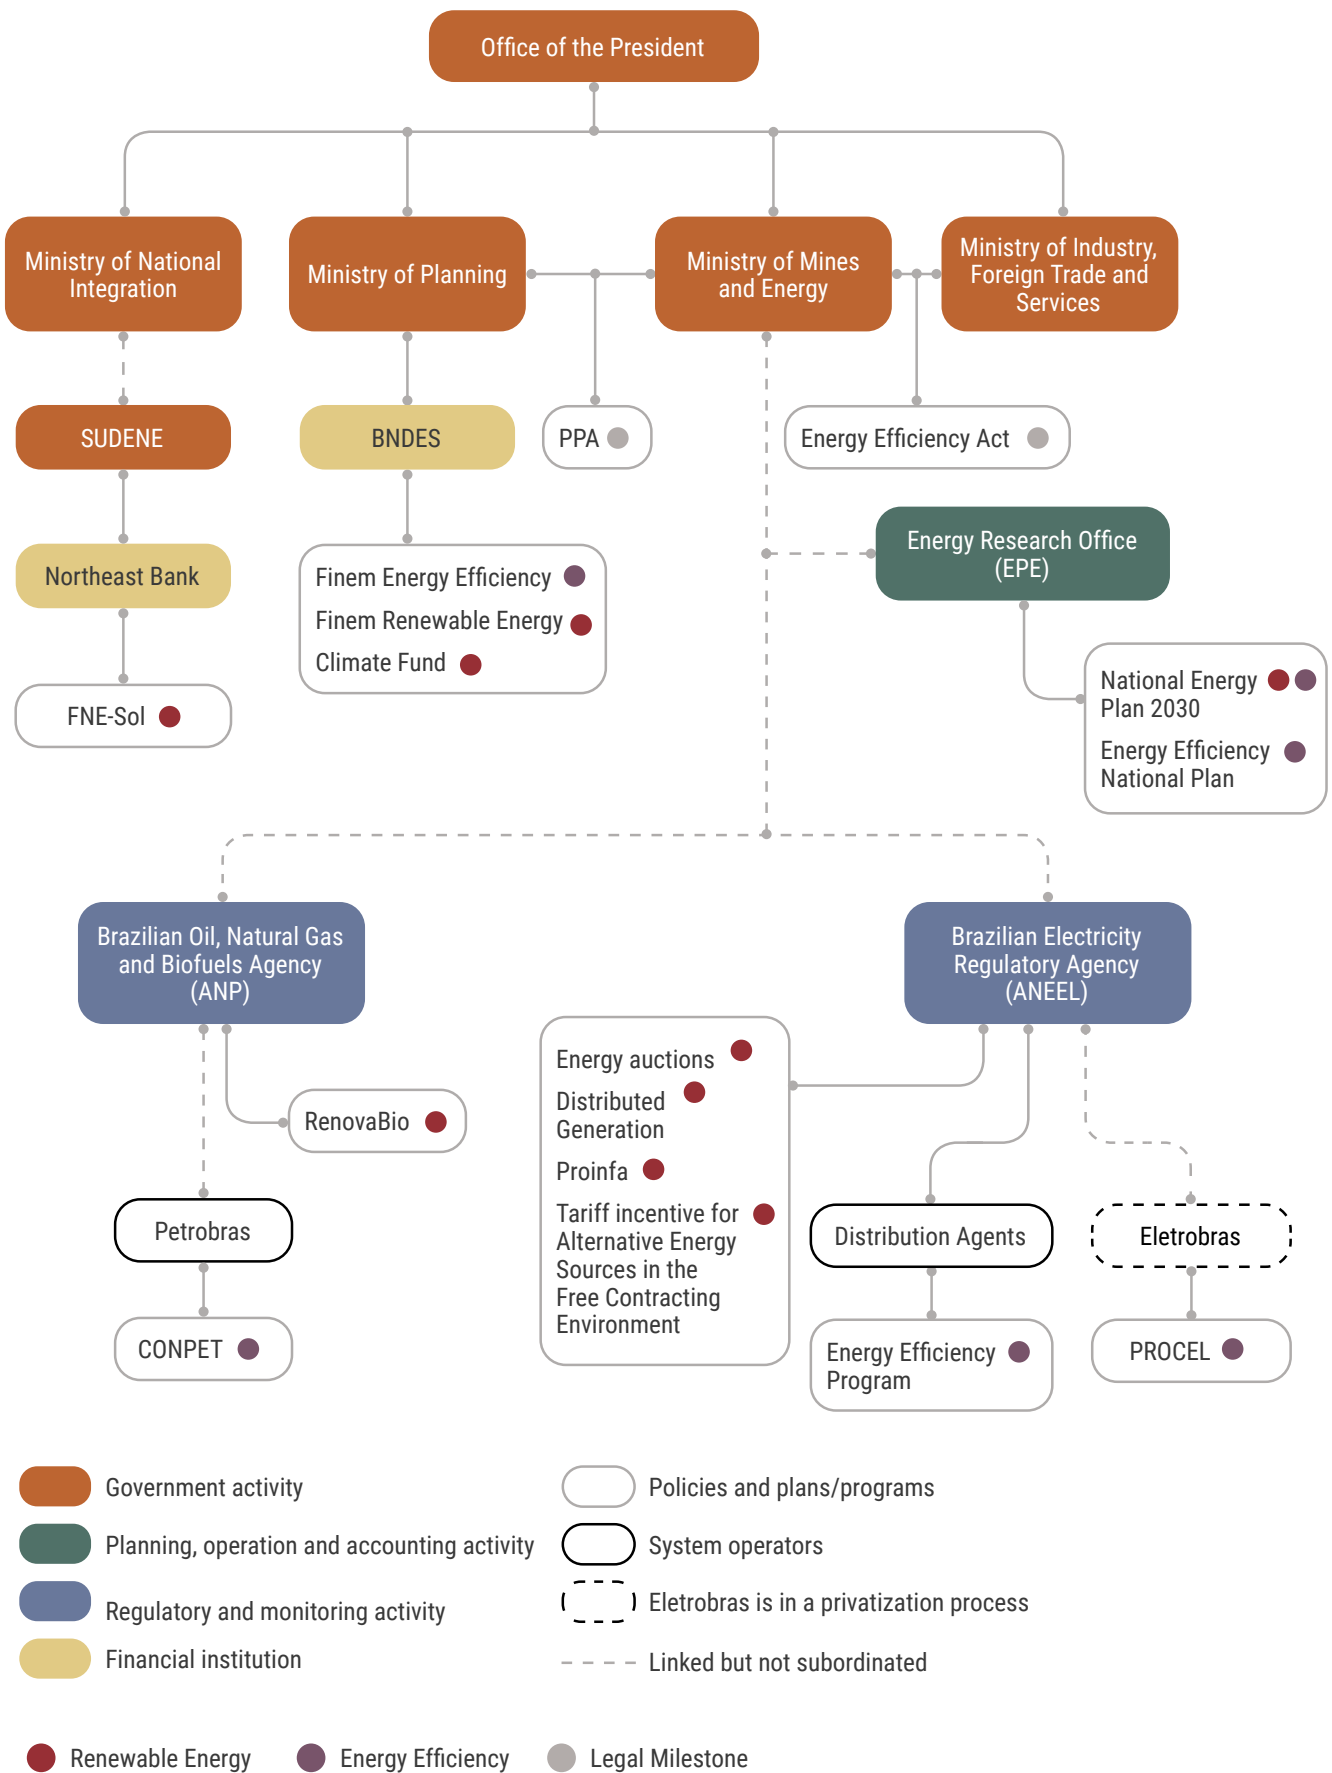 Office of the President
Ministry of National
Integration
Ministry of Planning
Ministry of Mines
and Energy
Ministry of Industry,
Foreign Trade and
Services
SUDENE
BNDES
PPA
Energy Efficiency Act
Energy Research Office
(EPE)
Northeast Bank
Finem Energy Efficiency
Finem Renewable Energy
Climate Fund
FNE-Sol
National Energy
Plan 2030
Energy Efficiency
National Plan
Brazilian Oil, Natural Gas
and Biofuels Agency
(ANP)
Brazilian Electricity
Regulatory Agency
(ANEEL)
RenovaBio
Energy auctions
Distributed
Generation
Proinfa
Tariff incentive for
Alternative Energy
Sources in the
Free Contracting
Environment
Petrobras
Distribution Agents
Eletrobras
CONPET
Energy Efficiency
Program
PROCEL
Government activity
Planning, operation and accounting activity
Regulatory and monitoring activity
Financial institution
Policies and plans/programs
System operators
Eletrobras is in a privatization process
Linked but not subordinated
Renewable Energy
Energy Efficiency
Legal Milestone